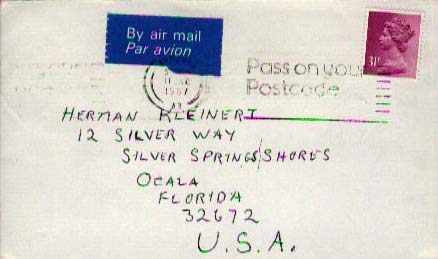 By air mail
Par avion
31P
1987
Pass on your
Postcode
HERMAN KLEINERT
12 SILVER WAY
SILVER SPRINGS SHORES
OCALA
FLORIDA
32672
U.S.A.